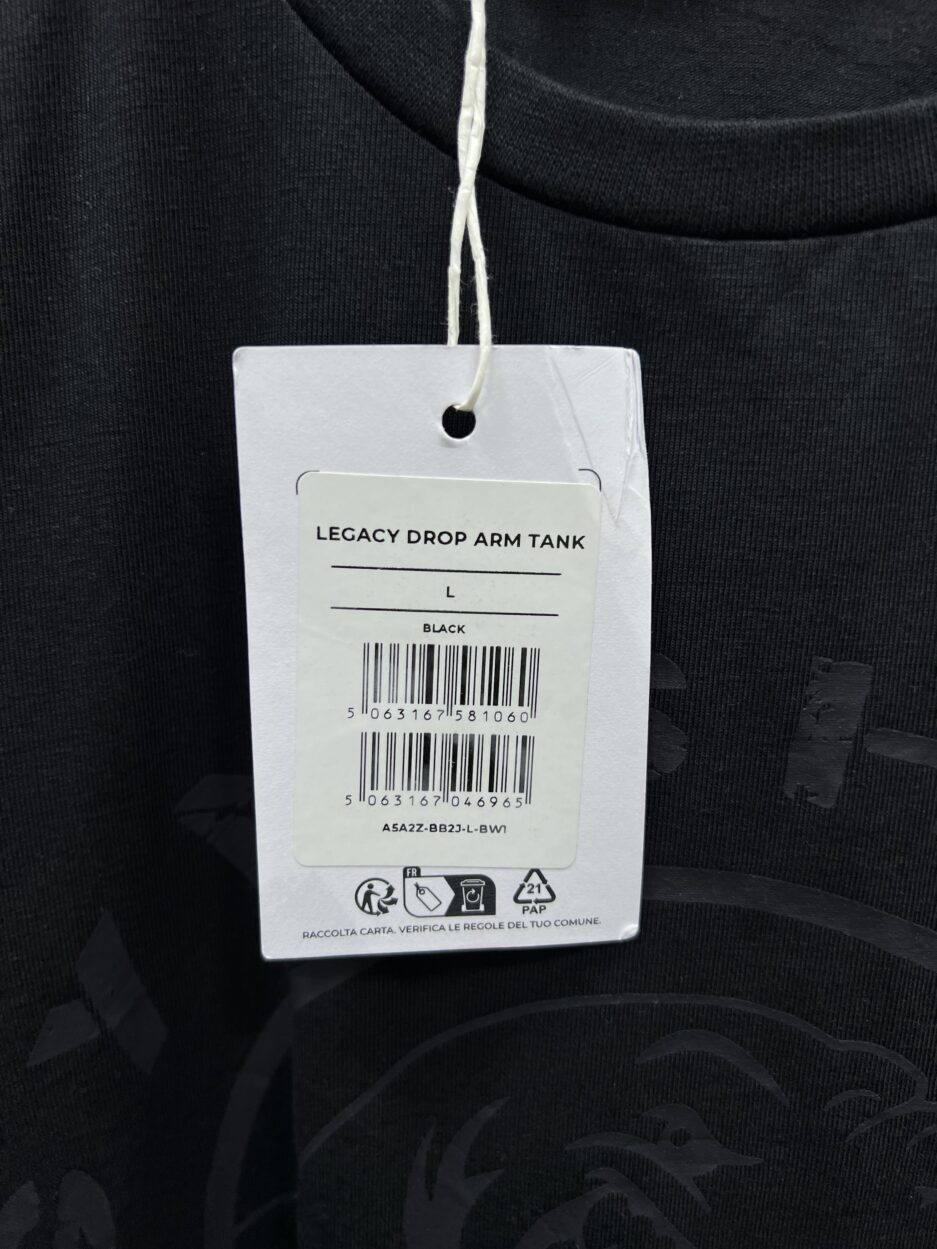 LEGACY DROP ARM TANK
L
BLACK
5 063167 581060
5 063167 046965
A5A2Z-BB2J-L-BW1
FR
21
PAP
RACCOLTA CARTA. VERIFICA LE REGOLE DEL TUO COMUNE.